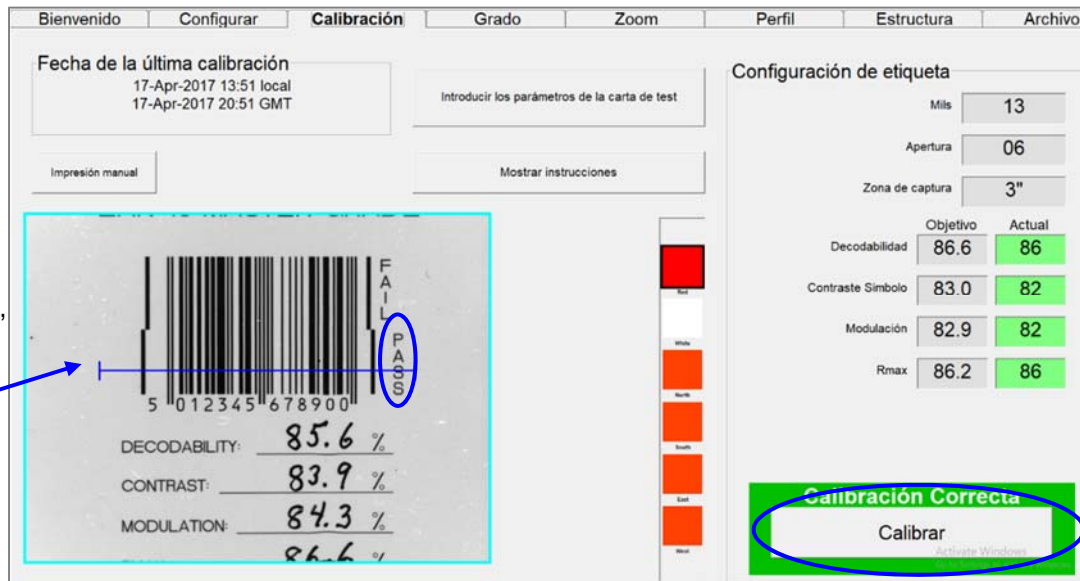 Bienvenido Configurar Calibración Grado Zoom Perfil Estructura Archivo
Fecha de la última calibración
17-Apr-2017 13:51 local
17-Apr-2017 20:51 GMT
Introducir los parámetros de la carta de test
Impresión manual
Mostrar instrucciones
FAIL
PASS
5 012345 678900
DECODABILITY: 85.6 %
CONTRAST: 83.9 %
MODULATION: 84.3 %
Red
White
North
South
East
West
Configuración de etiqueta
Mils 13
Apertura 06
Zona de captura 3"
Objetivo Actual
Decodabilidad 86.6 86
Contraste Simbolo 83.0 82
Modulación 82.9 82
Rmax 86.2 86
Calibración Correcta
Calibrar
Activate Windows
,